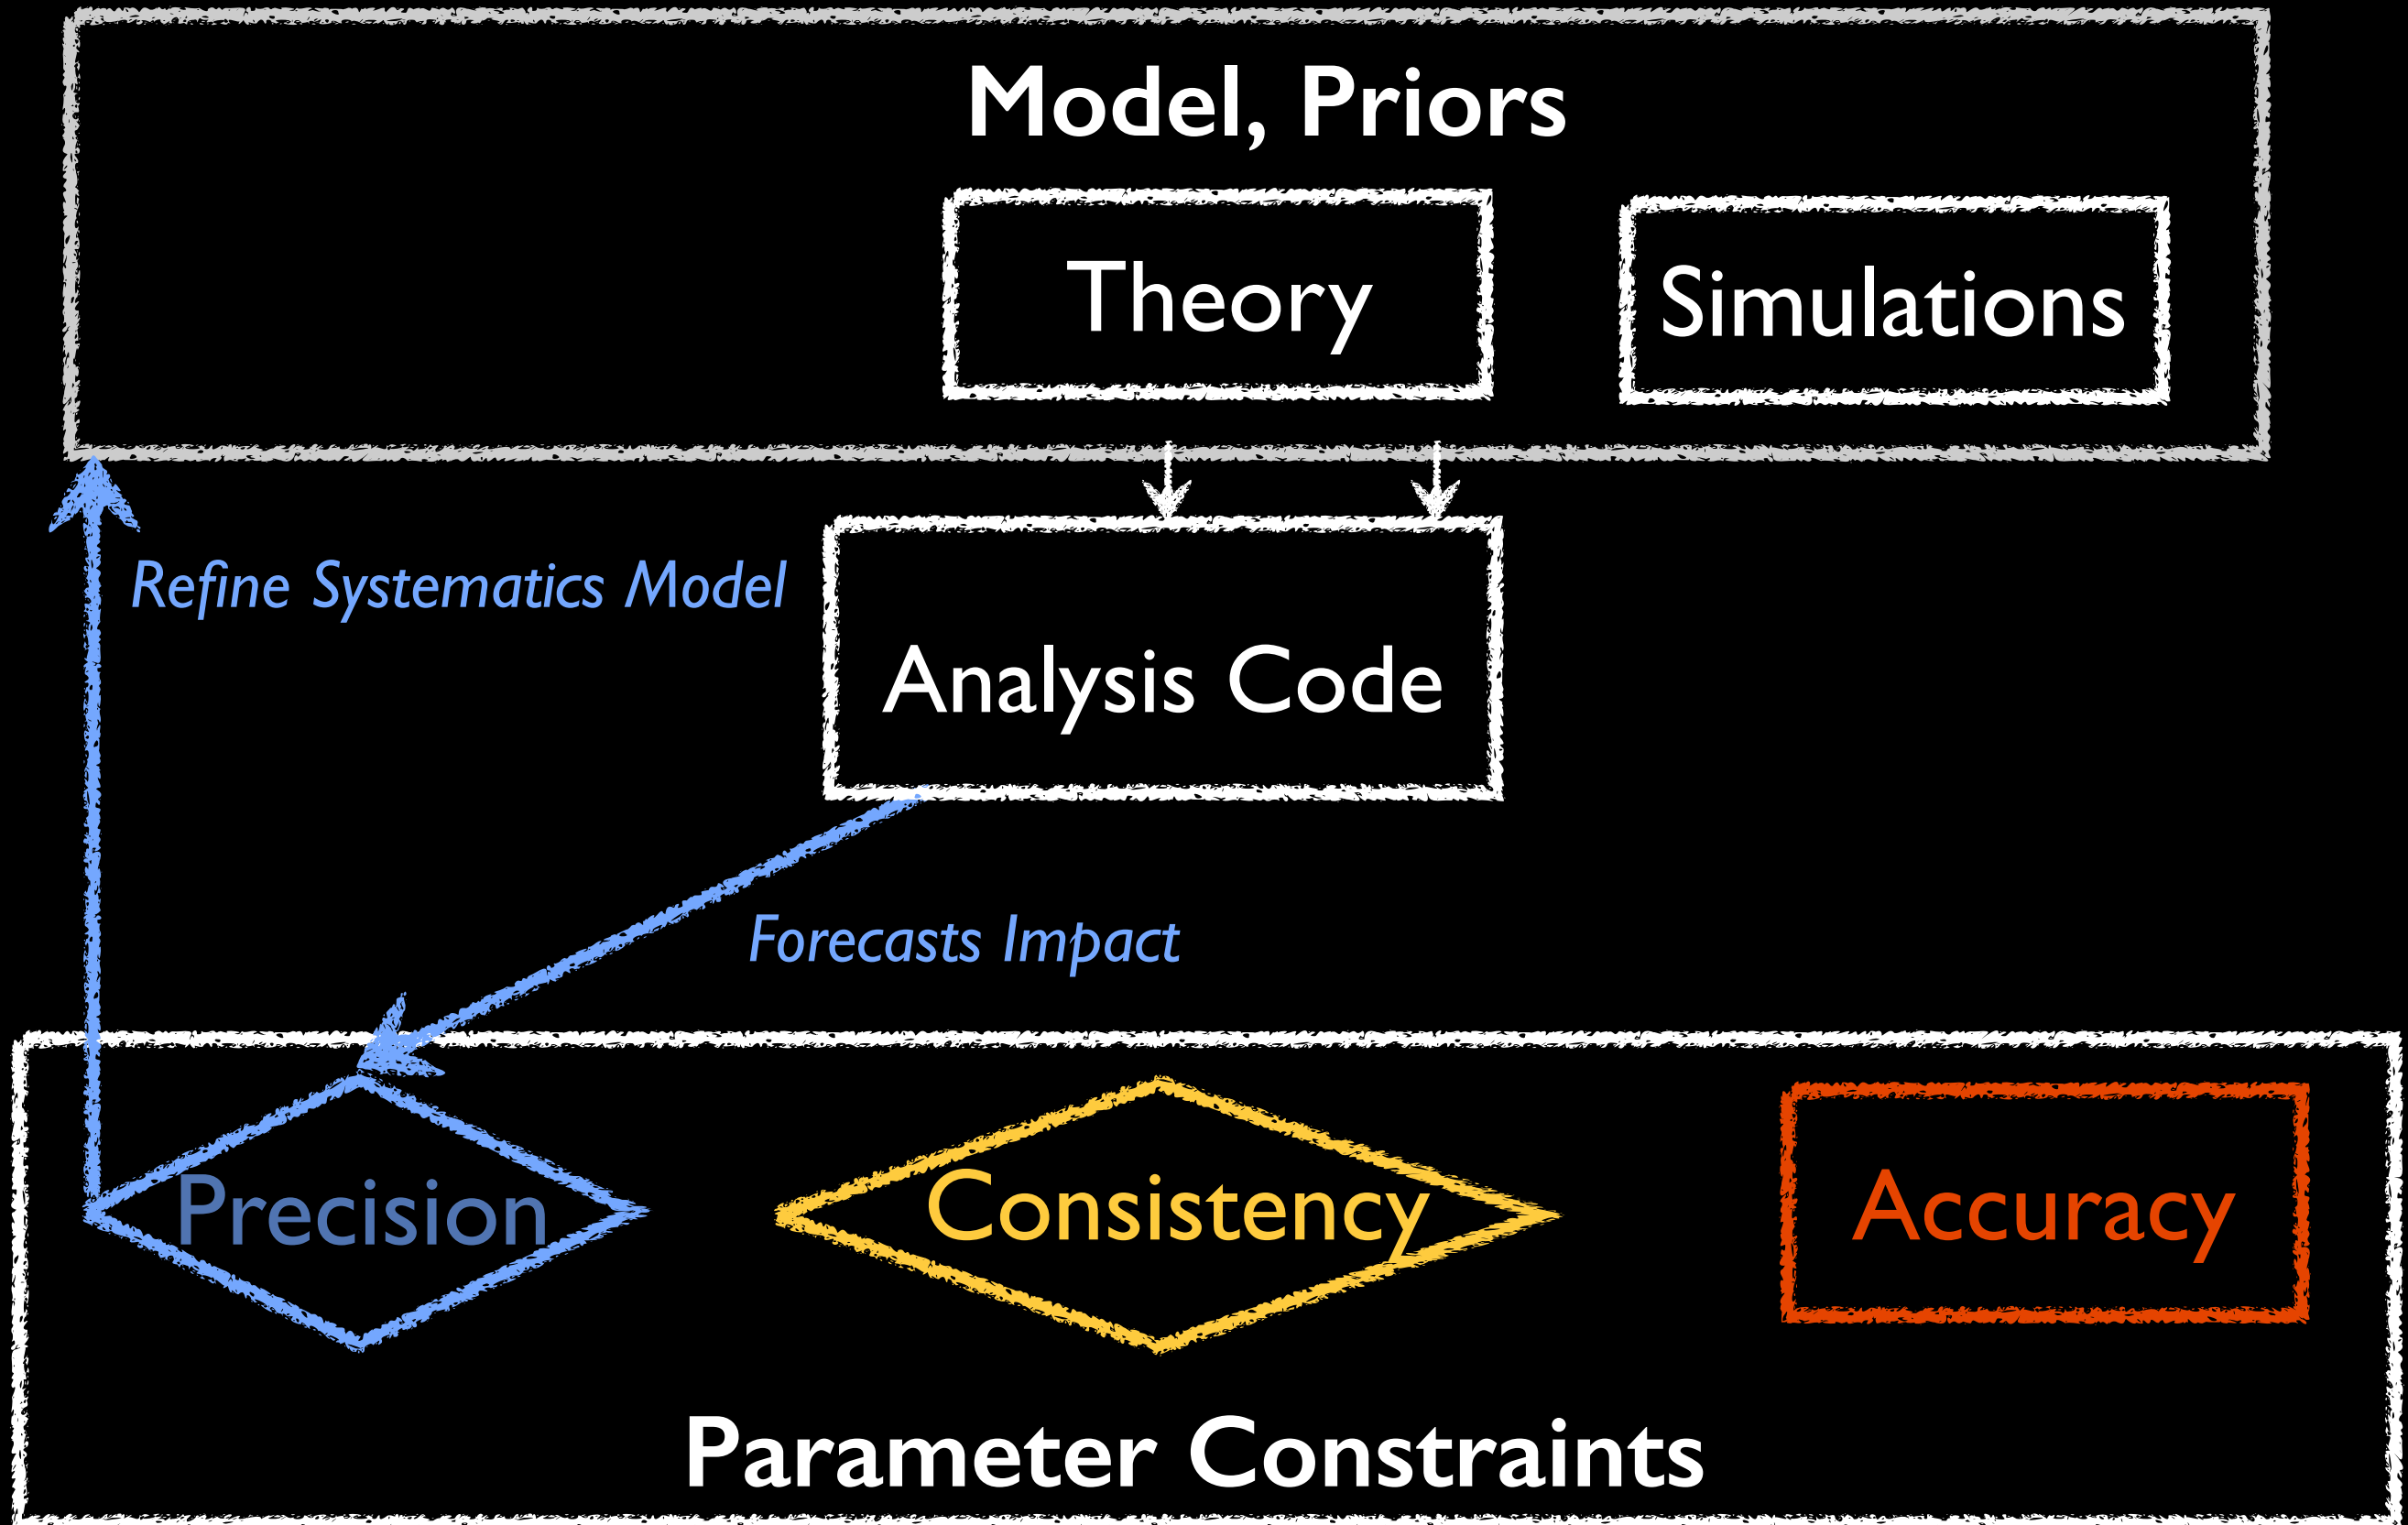 Model, Priors
Theory
Simulations
Refine Systematics Model
Analysis Code
Forecasts Impact
Precision
Consistency
Accuracy
Parameter Constraints